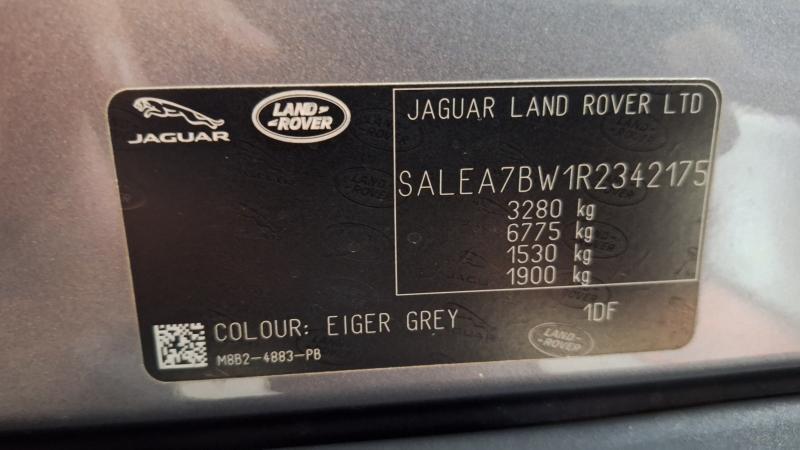 JAGUAR
LAND ROVER
JAGUAR LAND ROVER LTD
SALEA7BW1R2342175
3280 kg
6775 kg
1530 kg
1900 kg
1DF
COLOUR: EIGER GREY
M8B2-4883-PB
LAND ROVER